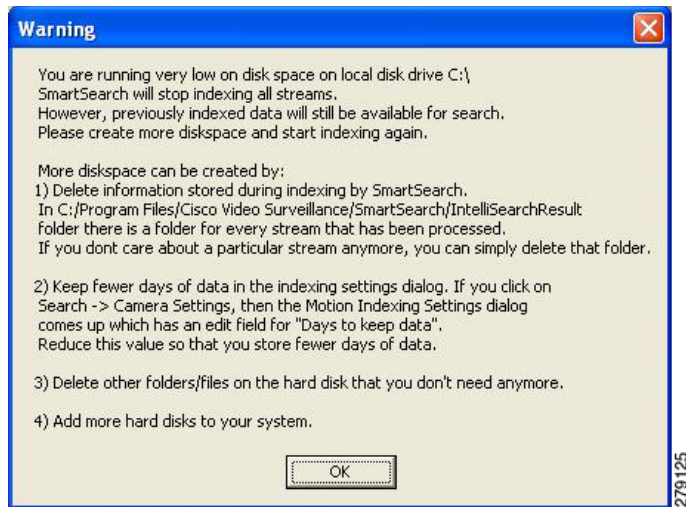 Warning
You are running very low on disk space on local disk drive C:\
SmartSearch will stop indexing all streams.
However, previously indexed data will still be available for search.
Please create more diskspace and start indexing again.
More diskspace can be created by:
1) Delete information stored during indexing by SmartSearch.
In C:/Program Files/Cisco Video Surveillance/SmartSearch/IntelliSearchResult
folder there is a folder for every stream that has been processed.
If you dont care about a particular stream anymore, you can simply delete that folder.
2) Keep fewer days of data in the indexing settings dialog. If you click on
Search -> Camera Settings, then the Motion Indexing Settings dialog
comes up which has an edit field for "Days to keep data".
Reduce this value so that you store fewer days of data.
3) Delete other folders/files on the hard disk that you don't need anymore.
4) Add more hard disks to your system.
OK
279125